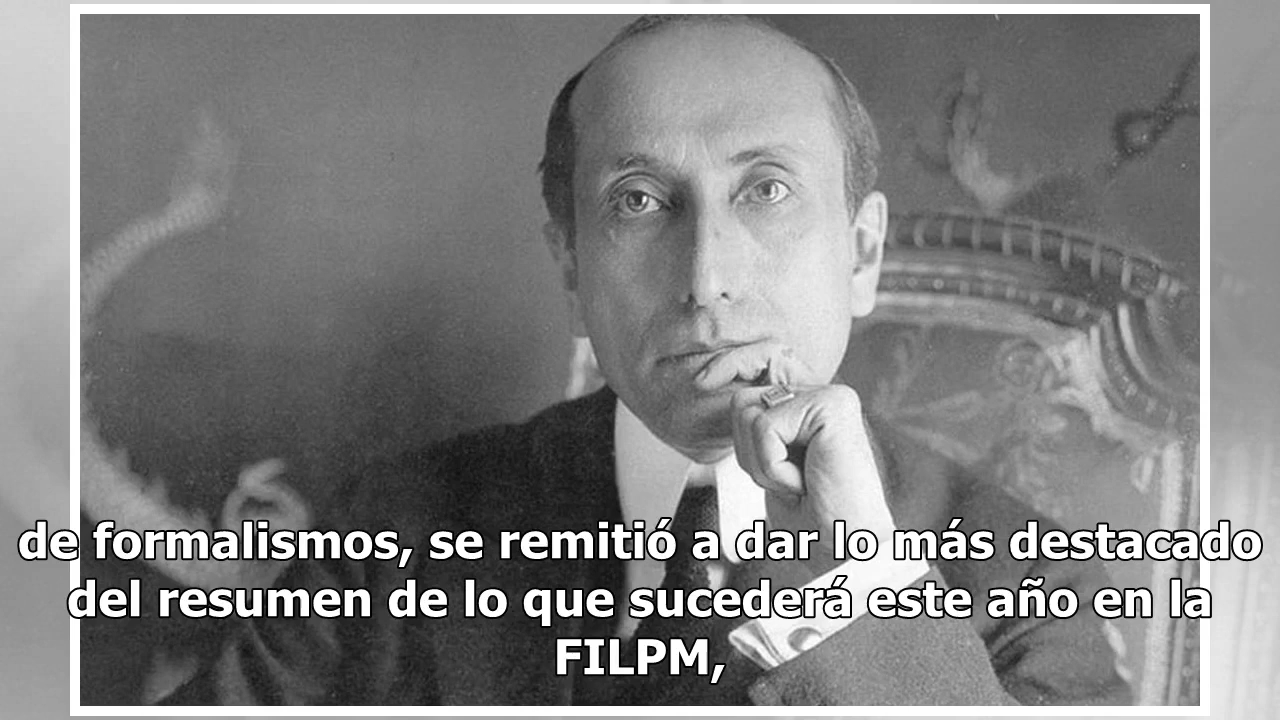 de formalismos, se remitió a dar lo más destacado
del resumen de lo que sucederá este año en la
FILPM,